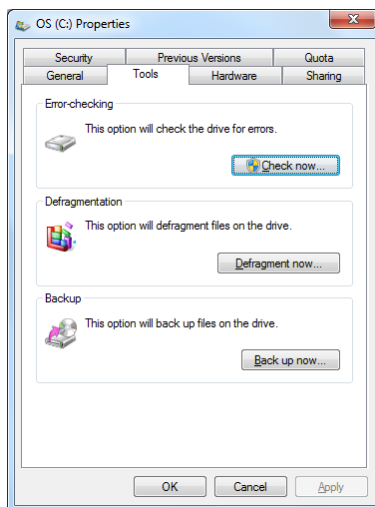 OS (C:) Properties
Security Previous Versions Quota
General Tools Hardware Sharing
Error-checking
This option will check the drive for errors.
Check now...
Defragmentation
This option will defragment files on the drive.
Defragment now...
Backup
This option will back up files on the drive.
Back up now...
OK Cancel Apply